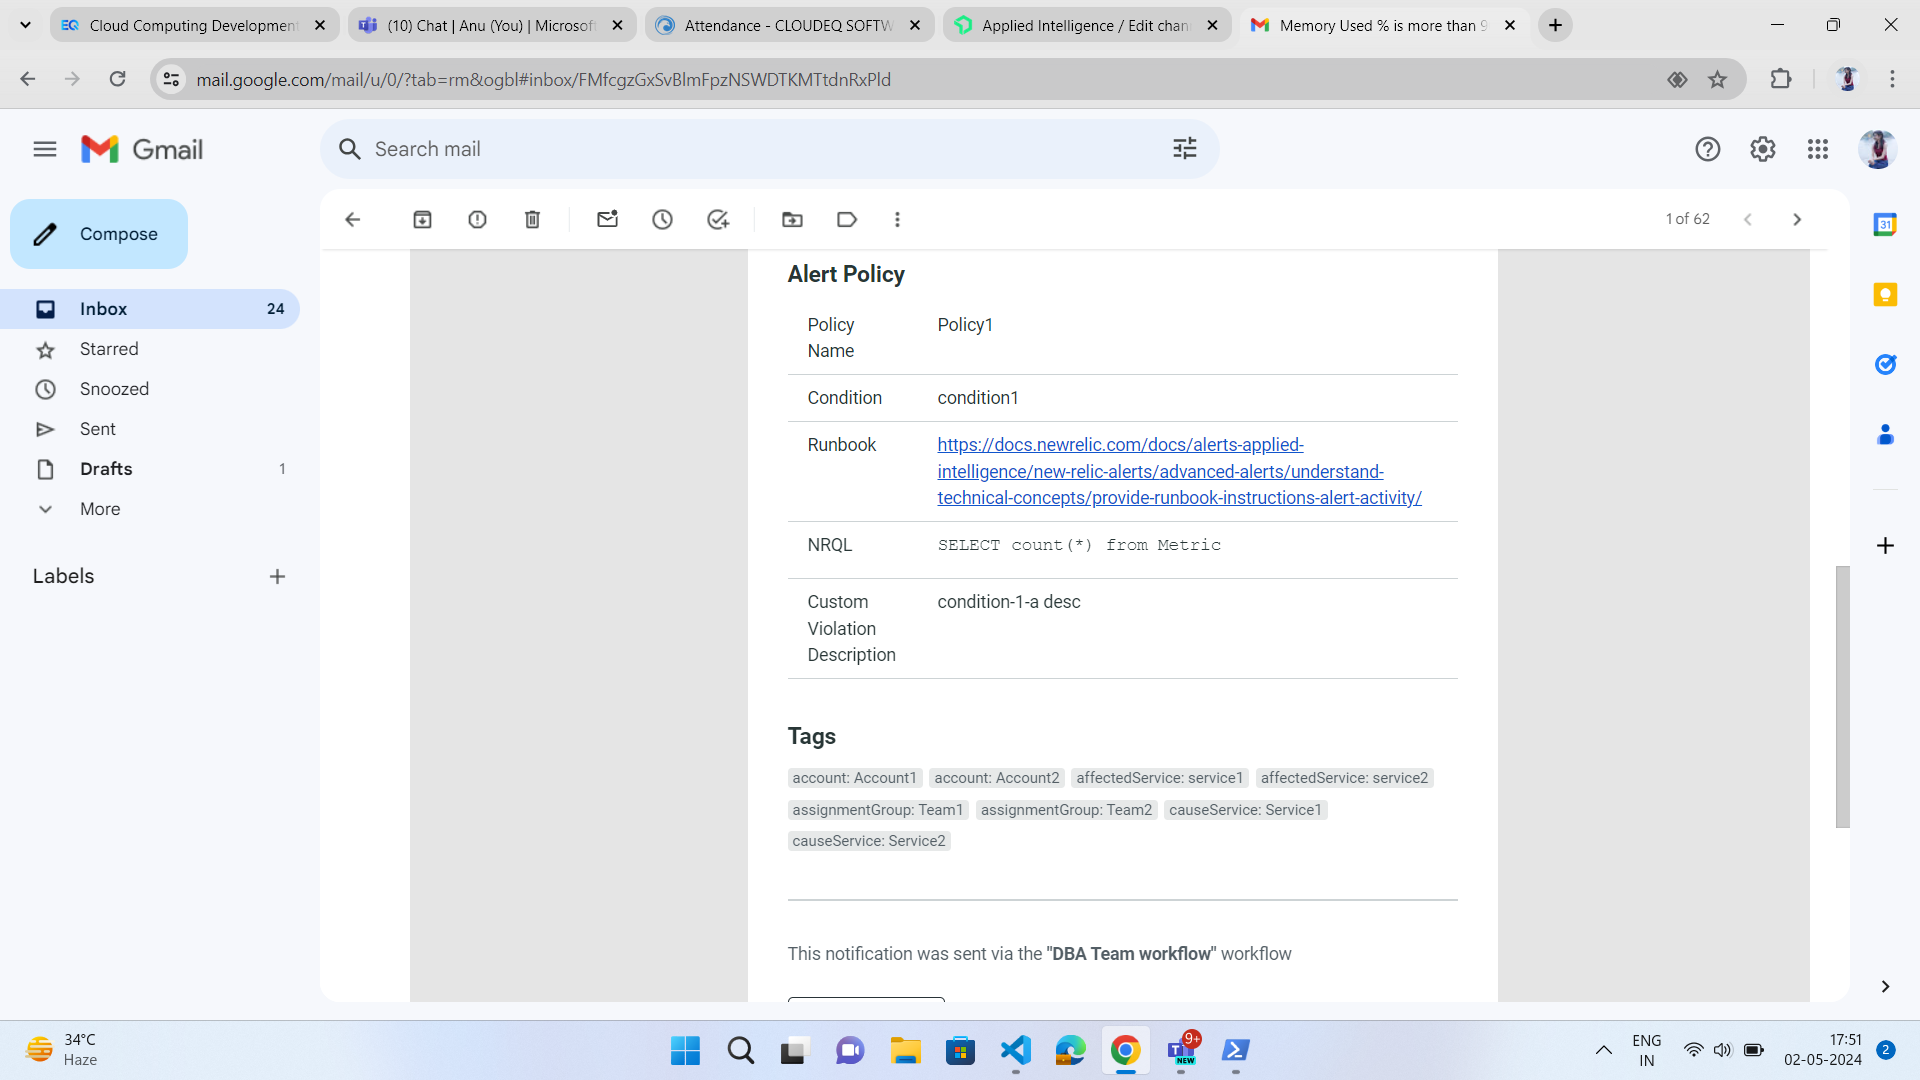 Cloud Computing Development
(10) Chat | Anu (You) | Microsoft
Attendance - CLOUDEQ SOFTW
Applied Intelligence / Edit chan
Memory Used % is more than 9
mail.google.com/mail/u/0/?tab=rm&ogbl#inbox/FMfcgzGxSvBlmFpzNSWDTKMTtdnRxPld
Gmail
Search mail
Compose
1 of 62
Inbox 24
Starred
Snoozed
Sent
Drafts 1
More
Labels
Alert Policy
Policy Policy1
Name
Condition condition1
Runbook https://docs.newrelic.com/docs/alerts-applied-
intelligence/new-relic-alerts/advanced-alerts/understand-
technical-concepts/provide-runbook-instructions-alert-activity/
NRQL SELECT count(*) from Metric
Custom condition-1-a desc
Violation
Description
Tags
account: Account1 account: Account2 affectedService: service1 affectedService: service2
assignmentGroup: Team1 assignmentGroup: Team2 causeService: Service1
causeService: Service2
This notification was sent via the "DBA Team workflow" workflow
31
34°C
Haze
9+
NEW
ENG
IN
17:51
02-05-2024
2